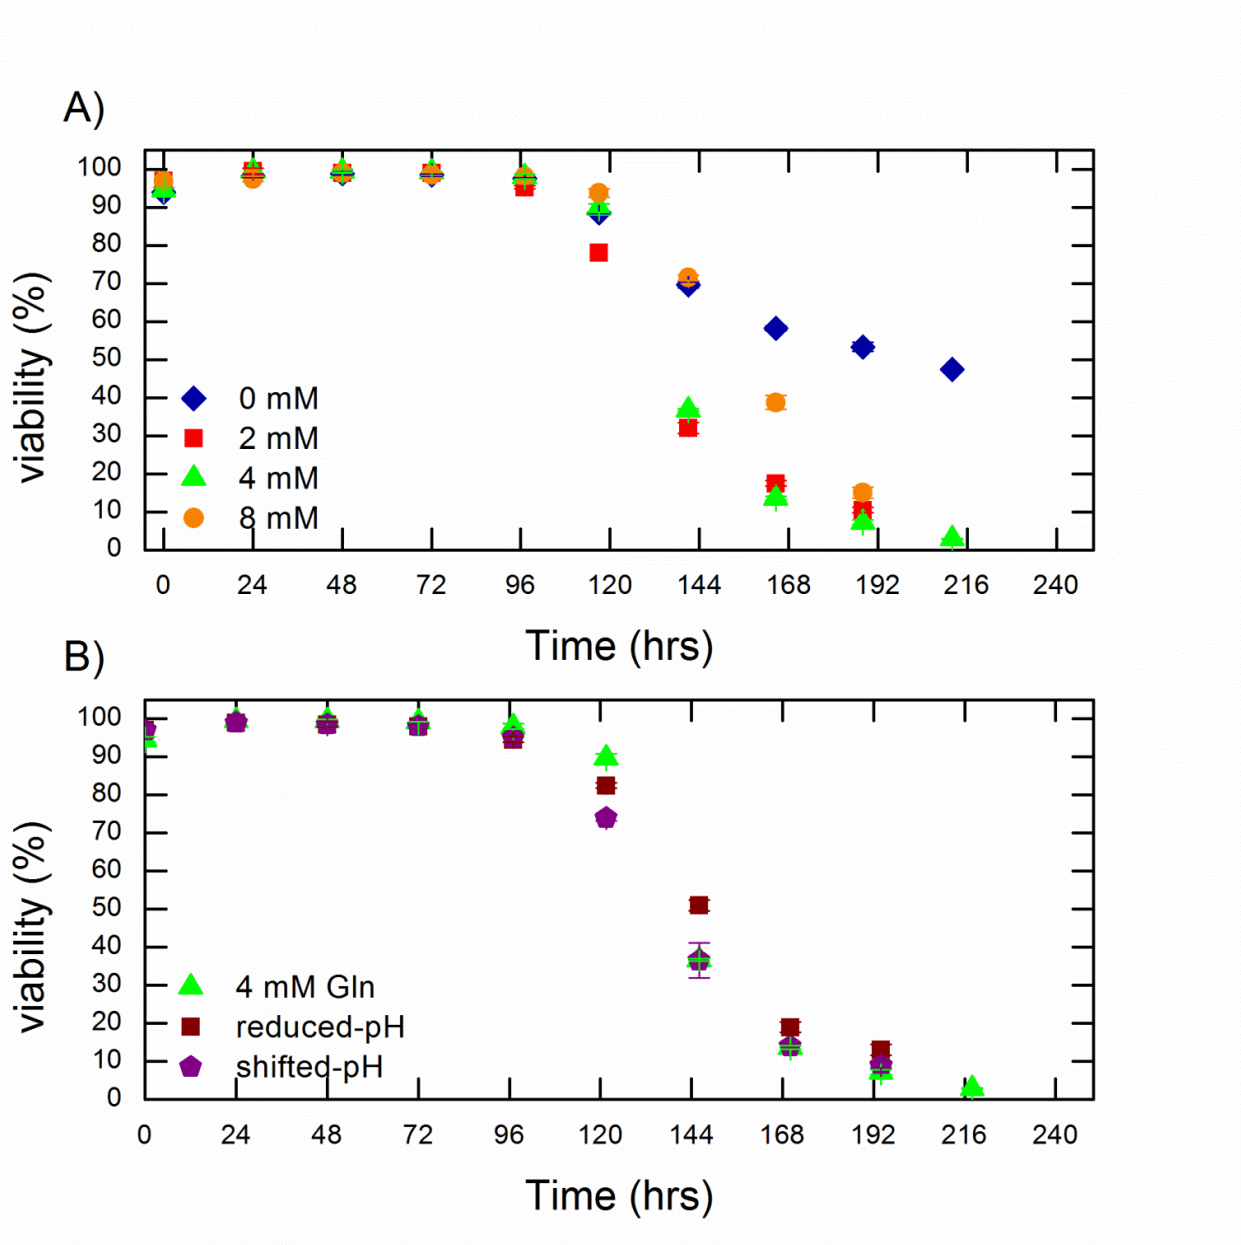 A)
viability (%)
100
90
80
70
60
50
40
30
20
10
0
0 mM
2 mM
4 mM
8 mM
0 24 48 72 96 120 144 168 192 216 240
Time (hrs)
B)
viability (%)
100
90
80
70
60
50
40
30
20
10
0
4 mM Gln
reduced-pH
shifted-pH
0 24 48 72 96 120 144 168 192 216 240
Time (hrs)